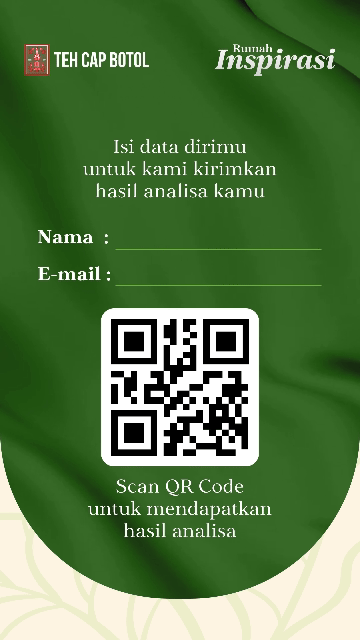 TEH CAP BOTOL
Rumah
Inspirasi
Isi data dirimu
untuk kami kirimkan
hasil analisa kamu
Nama :
E-mail :
Scan QR Code
untuk mendapatkan
hasil analisa